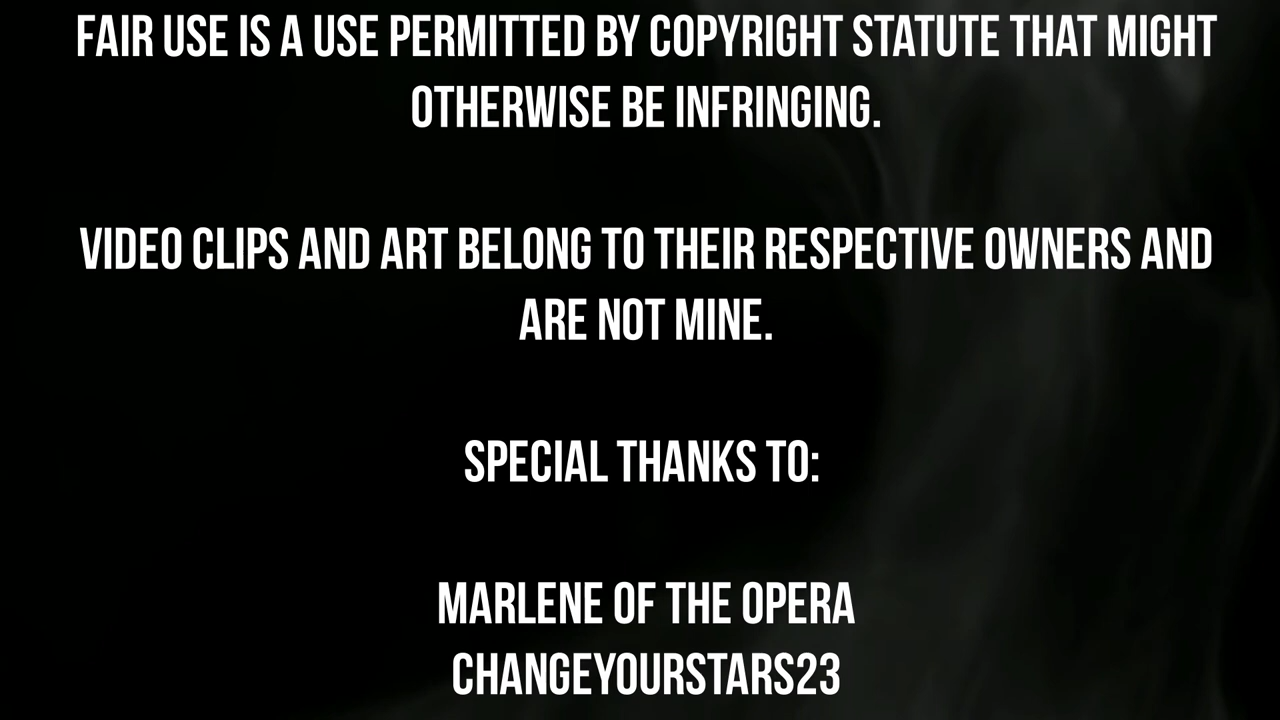 FAIR USE IS A USE PERMITTED BY COPYRIGHT STATUTE THAT MIGHT
OTHERWISE BE INFRINGING.
VIDEO CLIPS AND ART BELONG TO THEIR RESPECTIVE OWNERS AND
ARE NOT MINE.
SPECIAL THANKS TO:
MARLENE OF THE OPERA
CHANGEYOURSTARS23